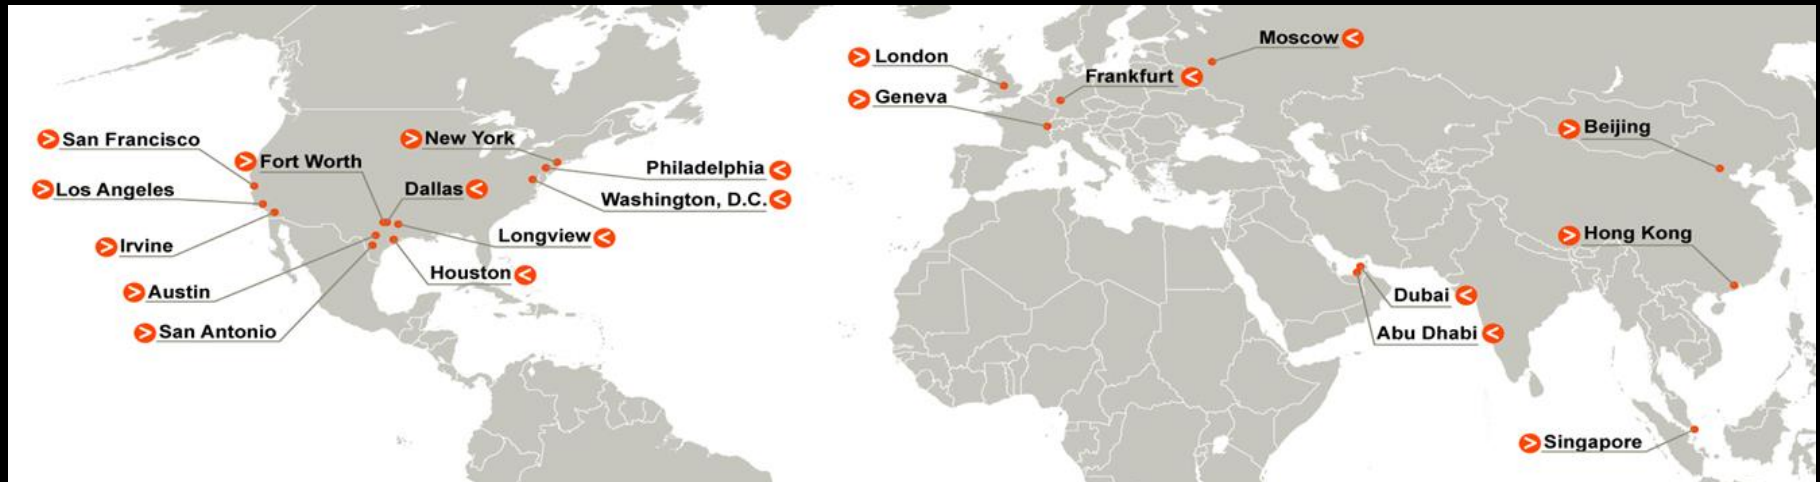 San Francisco
Los Angeles
Irvine
Austin
San Antonio
Fort Worth
New York
Dallas
Philadelphia
Washington, D.C.
Longview
Houston
London
Geneva
Moscow
Frankfurt
Beijing
Hong Kong
Dubai
Abu Dhabi
Singapore